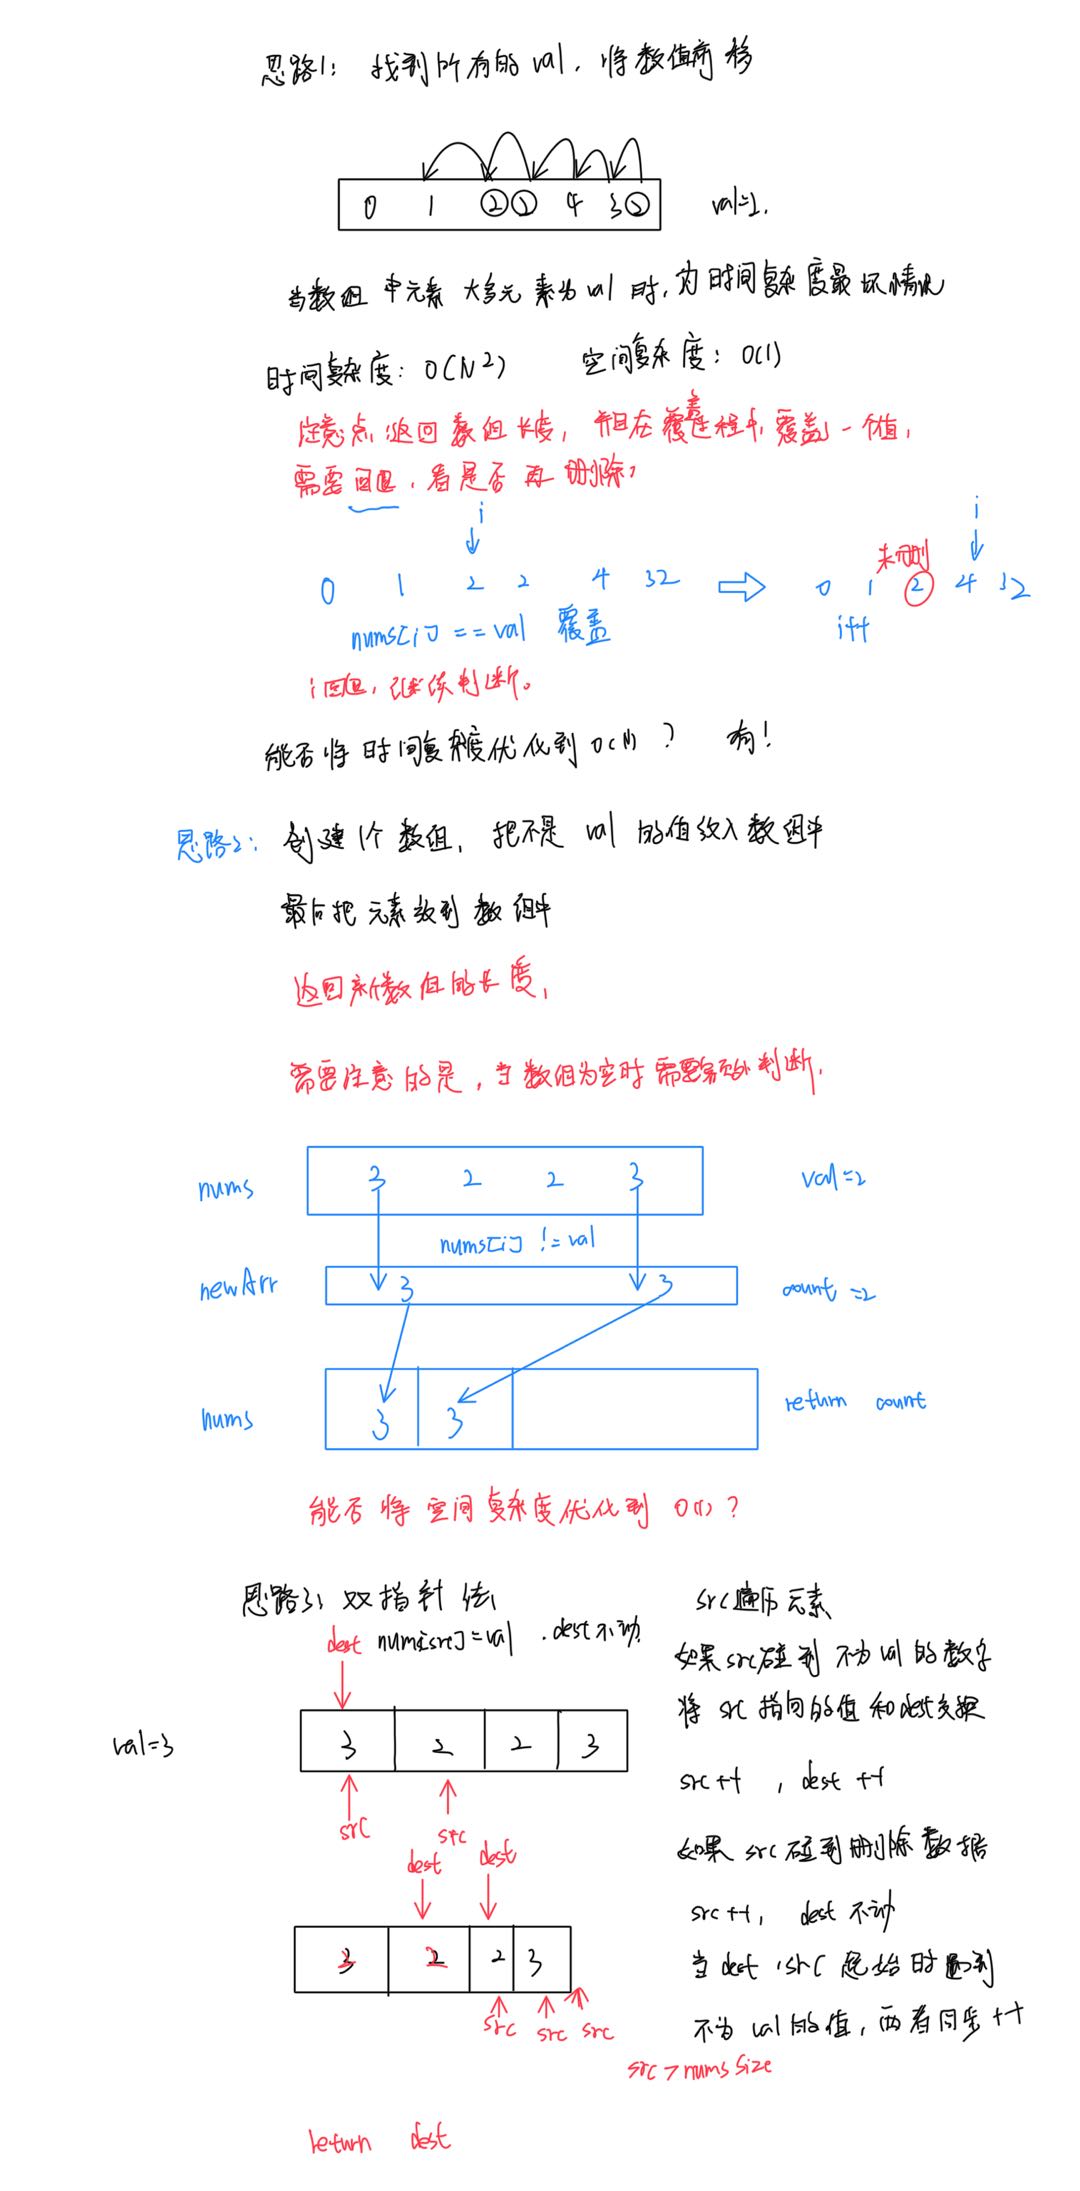 思路1: 找到所有的val, 将数值前移
0 1 2 2 4 3 2 val=2,
当数组中元素大多元素为val时,为时间复杂度最坏情况
时间复杂度: O(N²) 空间复杂度: O(1)
注意点:返回数组长度, 并且在覆盖过程中,覆盖一个值,
需要回退, 看是否再删除
i i
0 1 2 2 4 3 2 0 1 2 4 3 2
未删
nums[i] == val 覆盖 i++
i回退, 继续判断。
能否将时间复杂度优化到O(N)? 有!
思路2: 创建1个数组, 把不是val的值放入数组中
最后把元素放到数组中
返回新数组的长度,
需要注意的是, 当数组为空时需要额外判断,
nums 3 2 2 3 val=2
nums[i] != val
newArr 3 3 count=2
nums 3 3 return count
能否将空间复杂度优化到O(1)?
思路3: 双指针法 src遍历元素
dest nums[src]=val .dest不动. 如果src碰到不为val的数字
将src指向的值和dest交换
val=3 3 2 2 3
src++ , dest++
src src
如果src碰到删除数据
dest dest
src++, dest不动
3 2 2 3 当dest,src起始时遇到
src src src 不为val的值, 两者同步++
src>numsSize
return dest